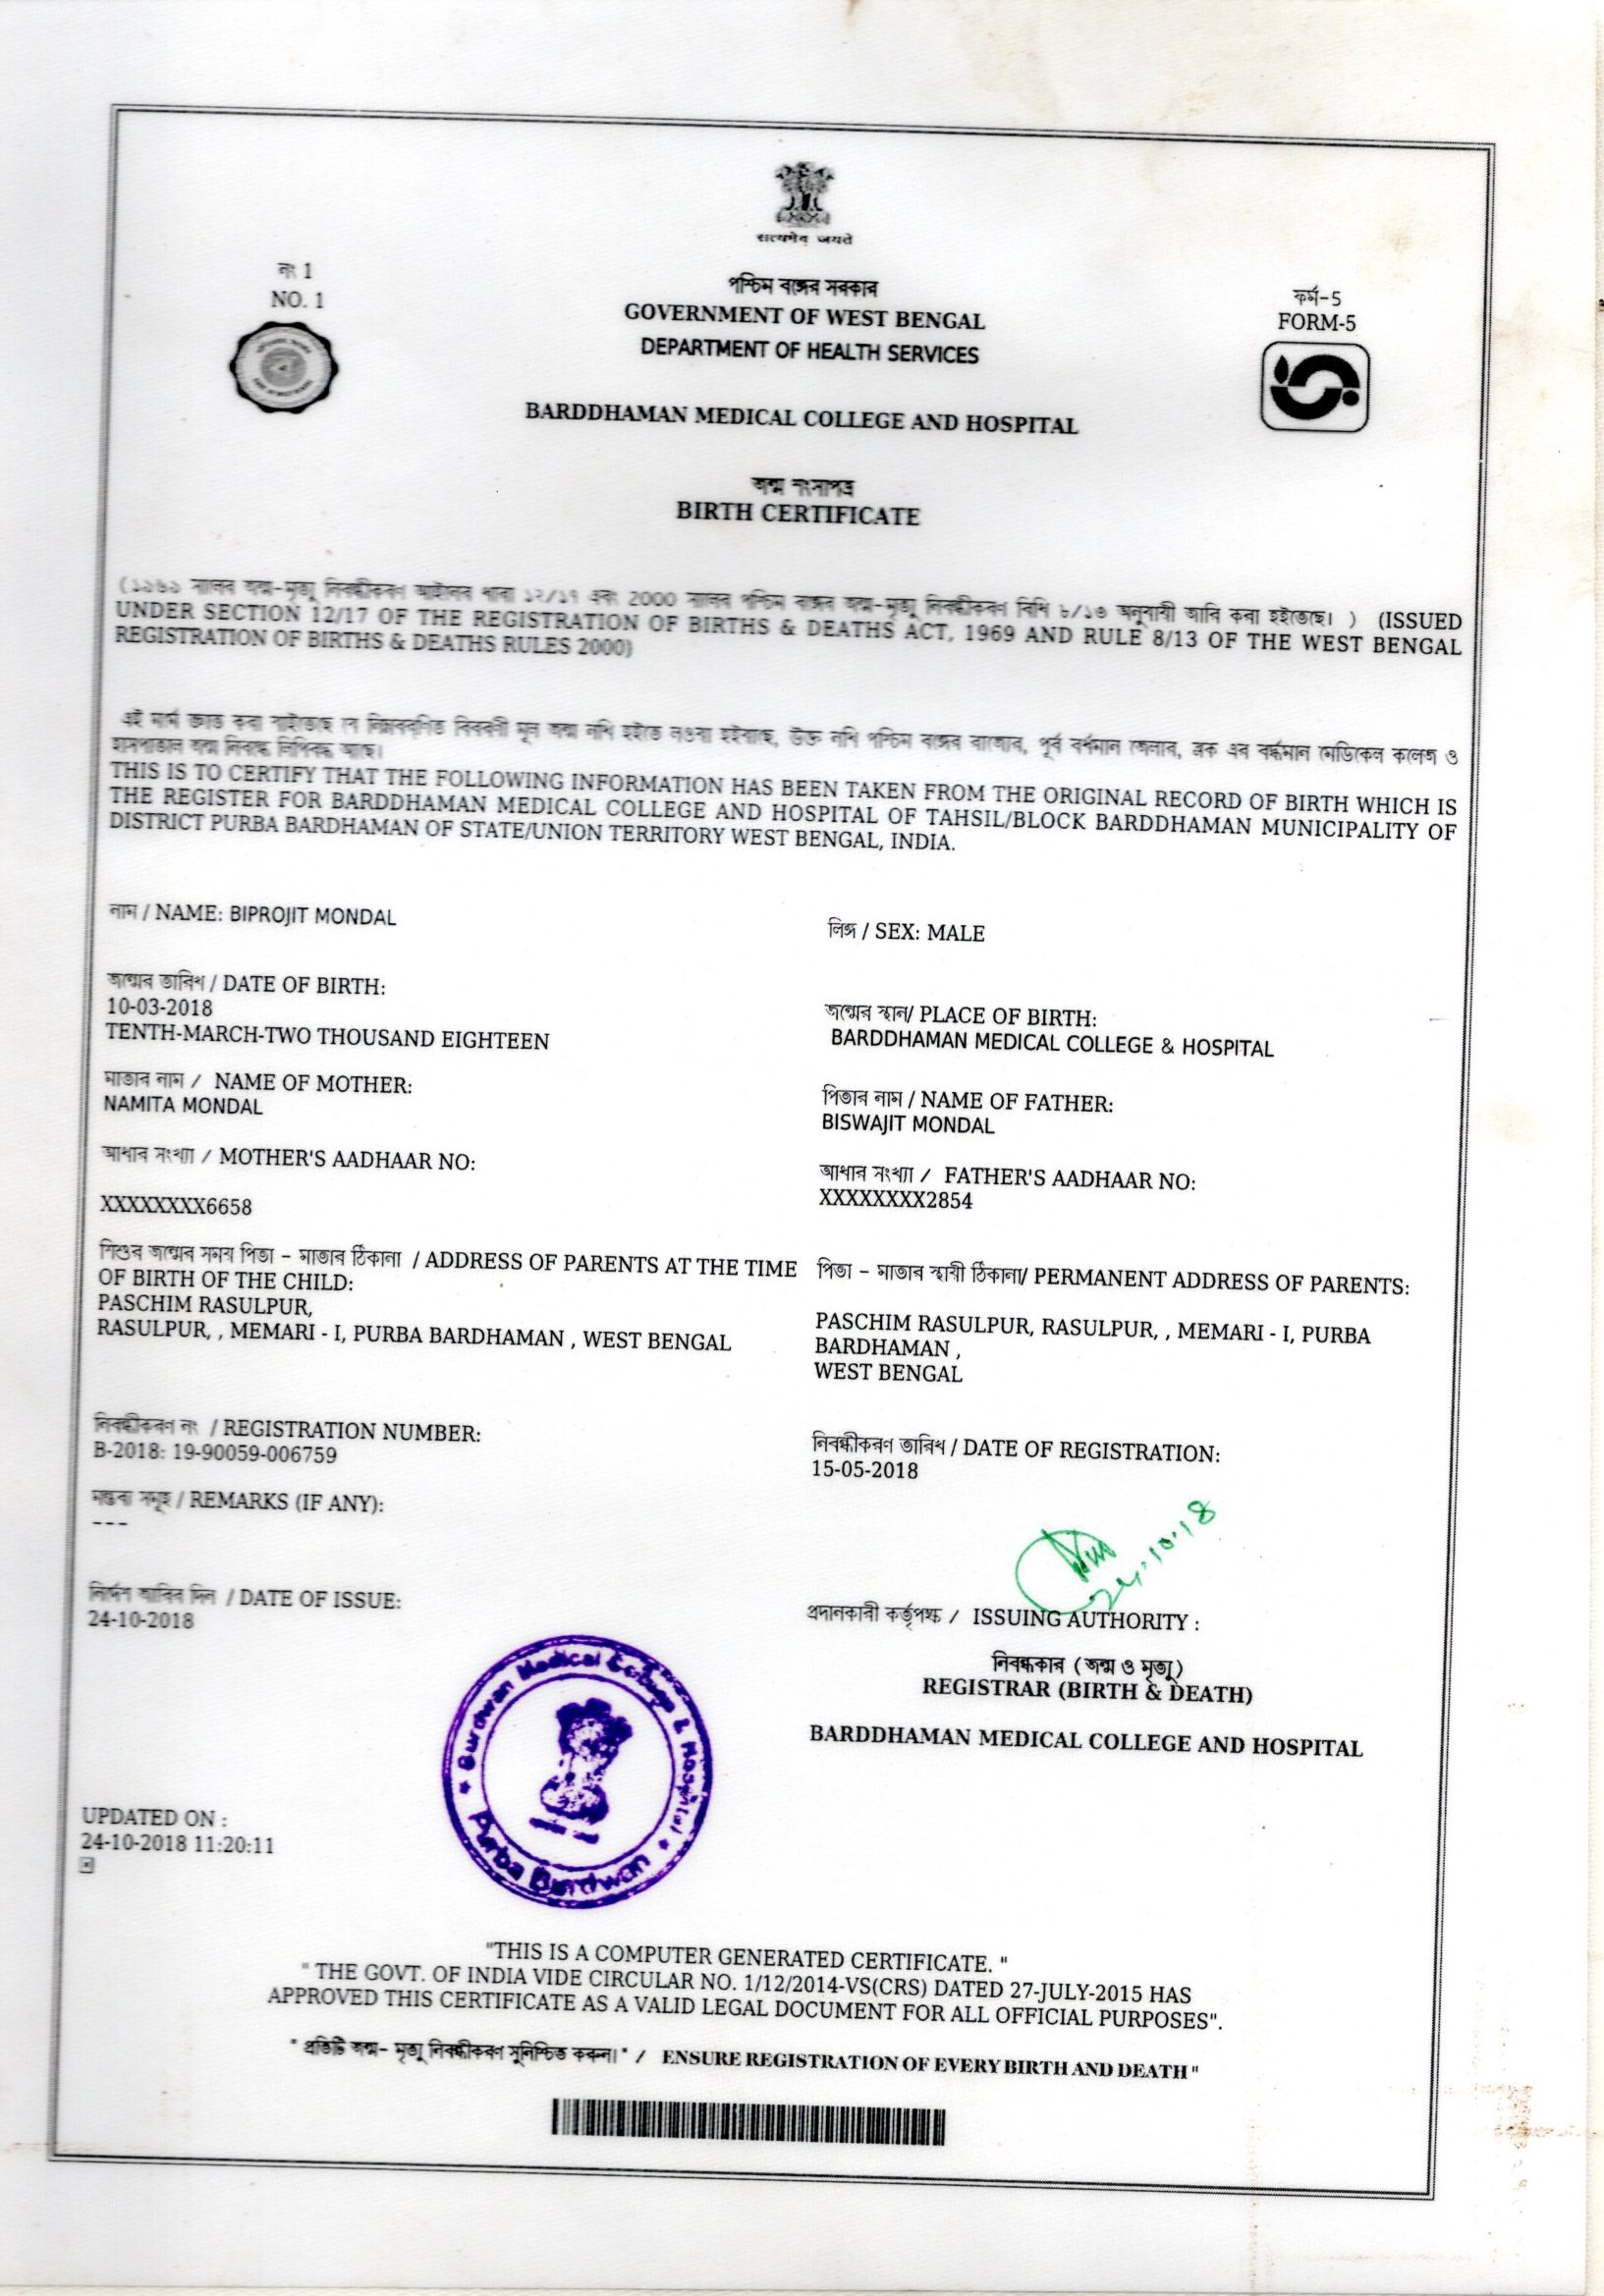 सत्यमेव जयते
নং 1
NO. 1
পশ্চিম বঙ্গের সরকার
GOVERNMENT OF WEST BENGAL
DEPARTMENT OF HEALTH SERVICES
ফর্ম-5
FORM-5
BARDDHAMAN MEDICAL COLLEGE AND HOSPITAL
জন্ম শংসাপত্র
BIRTH CERTIFICATE
(১৯৬৯ সালের জন্ম-মৃত্যু নিবন্ধীকরণ আইনের ধারা ১২/১৭ এবং 2000 সালের পশ্চিম বঙ্গের জন্ম-মৃত্যু নিবন্ধীকরণ বিধি ৮/১৩ অনুযায়ী জারি করা হইতেছে। ) (ISSUED
UNDER SECTION 12/17 OF THE REGISTRATION OF BIRTHS & DEATHS ACT, 1969 AND RULE 8/13 OF THE WEST BENGAL
REGISTRATION OF BIRTHS & DEATHS RULES 2000)
এই মর্মে জ্ঞাত করা যাইতেছে যে নিম্নবর্ণিত বিবরণী মূল জন্ম নথি হইতে লওয়া হইয়াছে, উক্ত নথি পশ্চিম বঙ্গের রাজ্যের, পূর্ব বর্ধমান জেলার, ব্লক এর বর্দ্ধমান মেডিকেল কলেজ ও
হাসপাতাল জন্ম নিবন্ধে লিপিবদ্ধ আছে।
THIS IS TO CERTIFY THAT THE FOLLOWING INFORMATION HAS BEEN TAKEN FROM THE ORIGINAL RECORD OF BIRTH WHICH IS
THE REGISTER FOR BARDDHAMAN MEDICAL COLLEGE AND HOSPITAL OF TAHSIL/BLOCK BARDDHAMAN MUNICIPALITY OF
DISTRICT PURBA BARDHAMAN OF STATE/UNION TERRITORY WEST BENGAL, INDIA.
নাম / NAME: BIPROJIT MONDAL
লিঙ্গ / SEX: MALE
জন্মের তারিখ / DATE OF BIRTH:
10-03-2018
TENTH-MARCH-TWO THOUSAND EIGHTEEN
জন্মের স্থান/ PLACE OF BIRTH:
BARDDHAMAN MEDICAL COLLEGE & HOSPITAL
মাতার নাম / NAME OF MOTHER:
NAMITA MONDAL
পিতার নাম / NAME OF FATHER:
BISWAJIT MONDAL
আধার সংখ্যা / MOTHER'S AADHAAR NO:
XXXXXXXX6658
আধার সংখ্যা / FATHER'S AADHAAR NO:
XXXXXXXX2854
শিশুর জন্মের সময় পিতা - মাতার ঠিকানা / ADDRESS OF PARENTS AT THE TIME
OF BIRTH OF THE CHILD:
PASCHIM RASULPUR,
RASULPUR, , MEMARI - I, PURBA BARDHAMAN , WEST BENGAL
পিতা - মাতার স্থায়ী ঠিকানা/ PERMANENT ADDRESS OF PARENTS:
PASCHIM RASULPUR, RASULPUR, , MEMARI - I, PURBA
BARDHAMAN ,
WEST BENGAL
নিবন্ধীকরণ নং / REGISTRATION NUMBER:
B-2018: 19-90059-006759
নিবন্ধীকরণ তারিখ / DATE OF REGISTRATION:
15-05-2018
মন্তব্য সমূহ / REMARKS (IF ANY):
---
24.10.18
নির্দেশ জারির দিন / DATE OF ISSUE:
24-10-2018
প্রদানকারী কর্তৃপক্ষ / ISSUING AUTHORITY :
নিবন্ধকার (জন্ম ও মৃত্যু)
REGISTRAR (BIRTH & DEATH)
BARDDHAMAN MEDICAL COLLEGE AND HOSPITAL
Burdwan Medical College & Hospital
Purba Burdwan
UPDATED ON :
24-10-2018 11:20:11
"THIS IS A COMPUTER GENERATED CERTIFICATE. "
" THE GOVT. OF INDIA VIDE CIRCULAR NO. 1/12/2014-VS(CRS) DATED 27-JULY-2015 HAS
APPROVED THIS CERTIFICATE AS A VALID LEGAL DOCUMENT FOR ALL OFFICIAL PURPOSES".
" প্রতিটি জন্ম- মৃত্যু নিবন্ধীকরণ সুনিশ্চিত করুন।" / ENSURE REGISTRATION OF EVERY BIRTH AND DEATH "